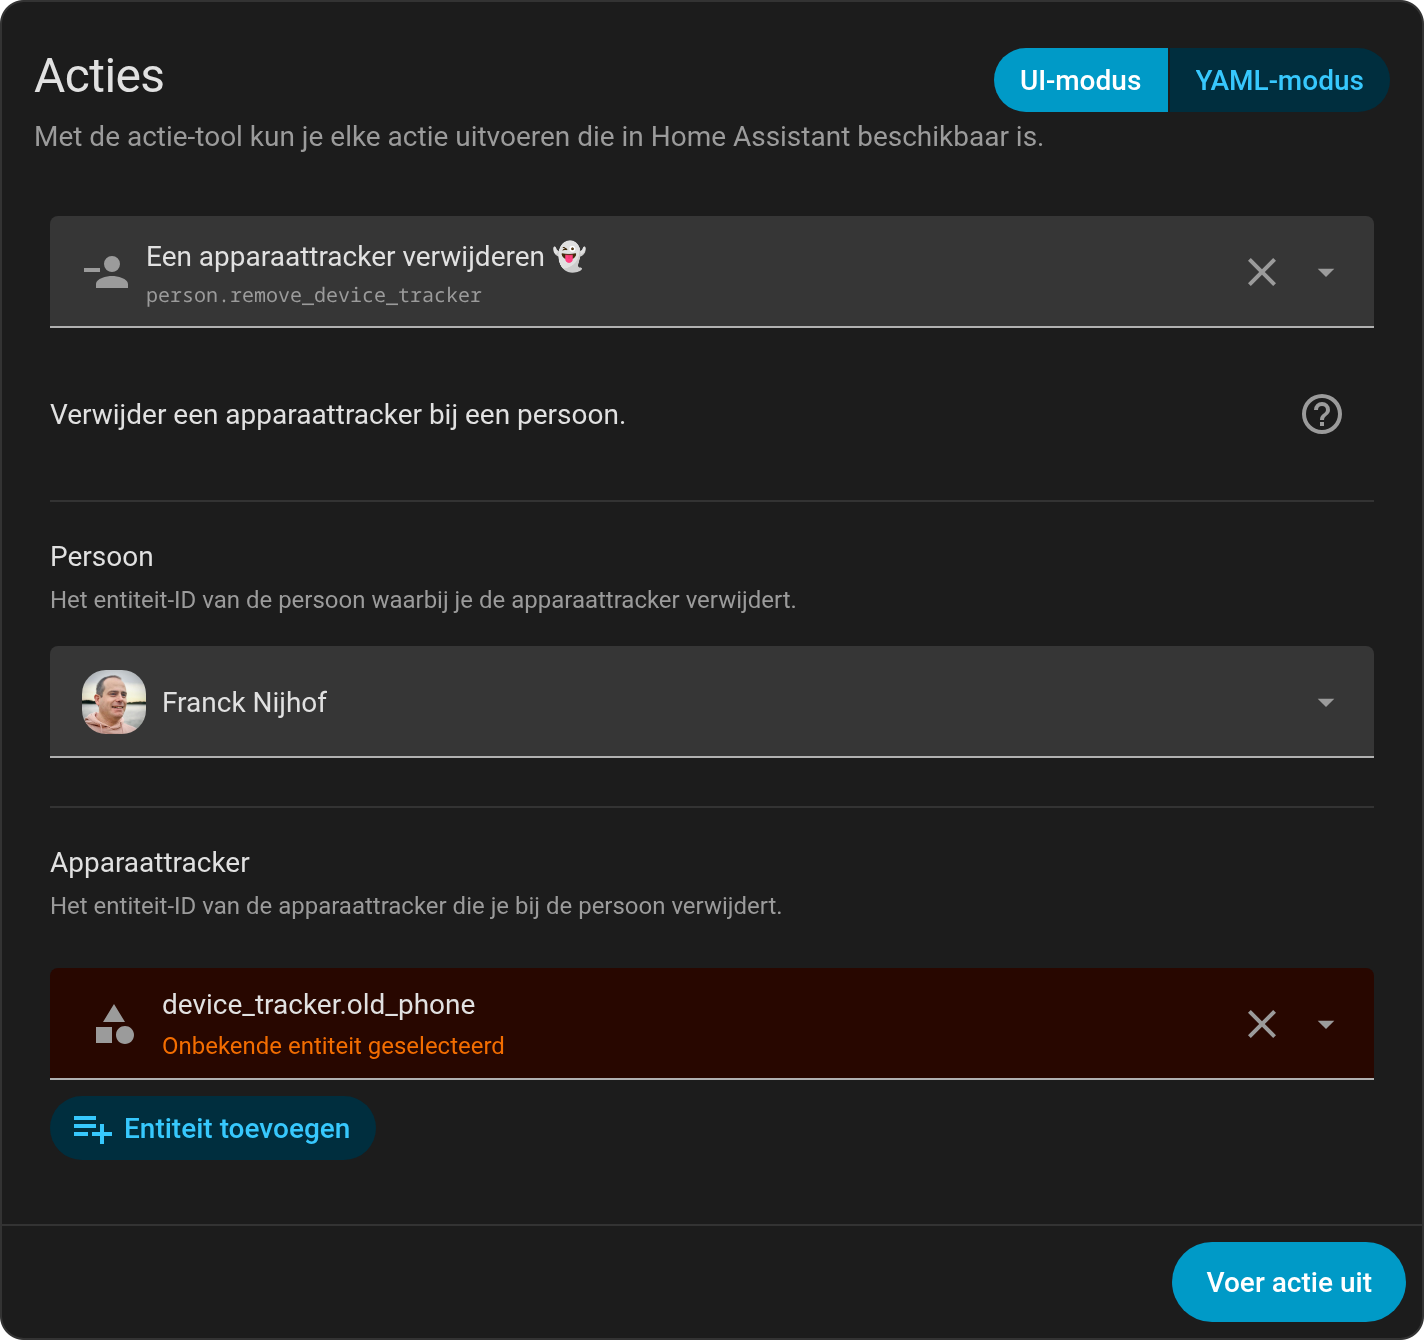 Acties
UI-modus
YAML-modus
Met de actie-tool kun je elke actie uitvoeren die in Home Assistant beschikbaar is.
Een apparaattracker verwijderen 👻
person.remove_device_tracker
Verwijder een apparaattracker bij een persoon.
Persoon
Het entiteit-ID van de persoon waarbij je de apparaattracker verwijdert.
Franck Nijhof
Apparaattracker
Het entiteit-ID van de apparaattracker die je bij de persoon verwijdert.
device_tracker.old_phone
Onbekende entiteit geselecteerd
Entiteit toevoegen
Voer actie uit